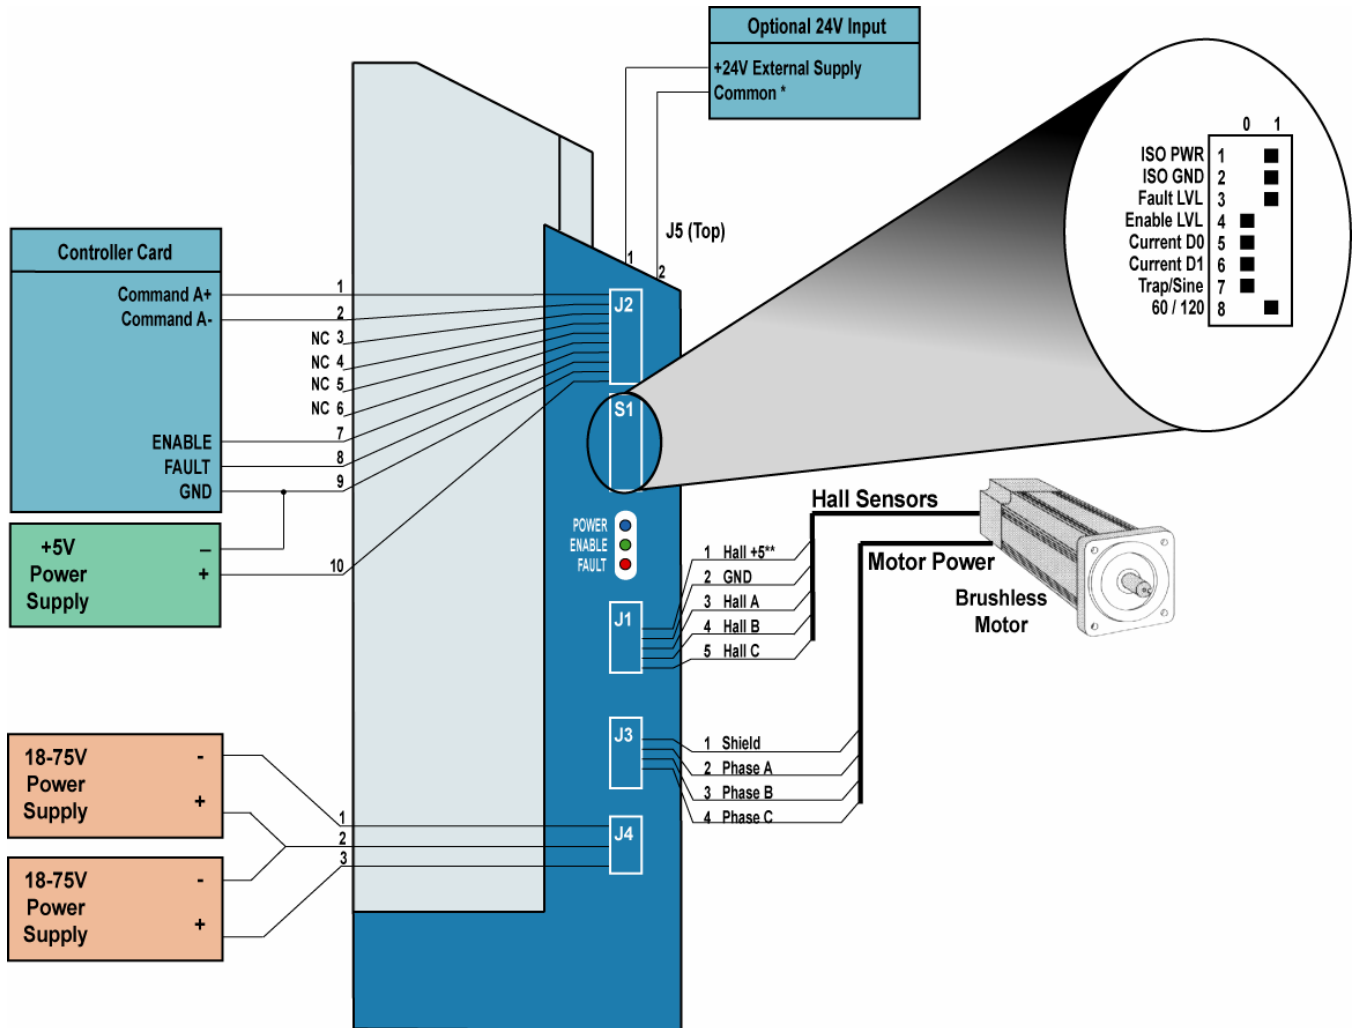 Optional 24V Input
+24V External Supply
Common *
J5 (Top)
1
2
0 1
ISO PWR 1
ISO GND 2
Fault LVL 3
Enable LVL 4
Current D0 5
Current D1 6
Trap/Sine 7
60 / 120 8
Controller Card
Command A+
Command A-
ENABLE
FAULT
GND
1
2
NC 3
NC 4
NC 5
NC 6
7
8
9
10
+5V
Power
Supply
–
+
J2
S1
POWER
ENABLE
FAULT
J1
1 Hall +5**
2 GND
3 Hall A
4 Hall B
5 Hall C
Hall Sensors
Motor Power
Brushless
Motor
J3
1 Shield
2 Phase A
3 Phase B
4 Phase C
J4
1
2
3
18-75V
Power
Supply
-
+
18-75V
Power
Supply
-
+